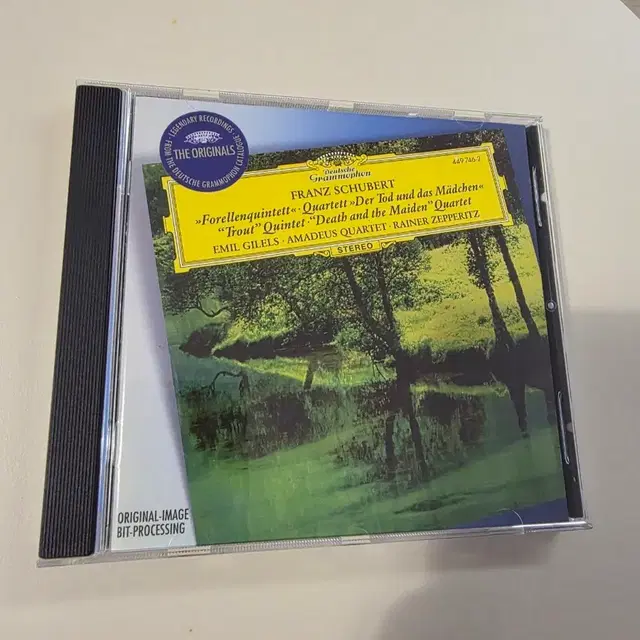 LEGENDARY RECORDINGS
THE ORIGINALS
FROM THE DEUTSCHE GRAMMOPHON CATALOGUE
Deutsche
Grammophon
449 746-2
FRANZ SCHUBERT
»Forellenquintett« · Quartett »Der Tod und das Mädchen«
"Trout" Quintet · "Death and the Maiden" Quartet
EMIL GILELS · AMADEUS QUARTET · RAINER ZEPPERITZ
STEREO
ORIGINAL-IMAGE
BIT-PROCESSING